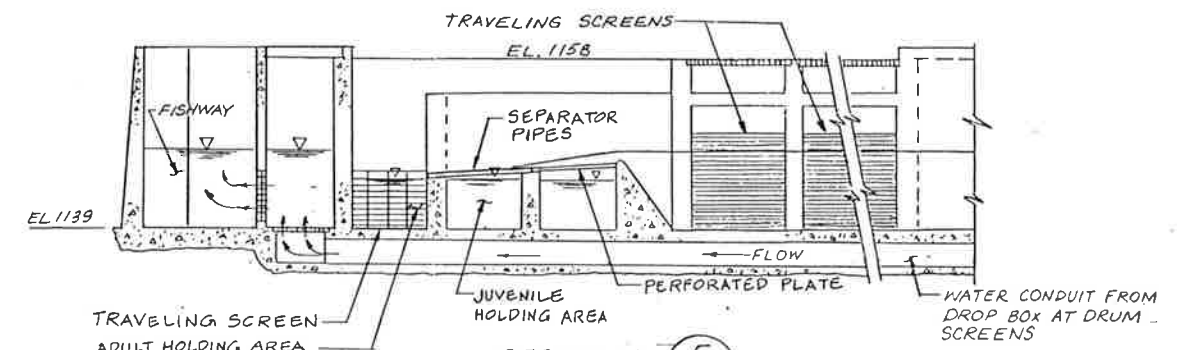 TRAVELING SCREENS
EL. 1158
FISHWAY
SEPARATOR
PIPES
EL. 1139
FLOW
JUVENILE
HOLDING AREA
PERFORATED PLATE
WATER CONDUIT FROM
DROP BOX AT DRUM
SCREENS
TRAVELING SCREEN
ADULT HOLDING AREA